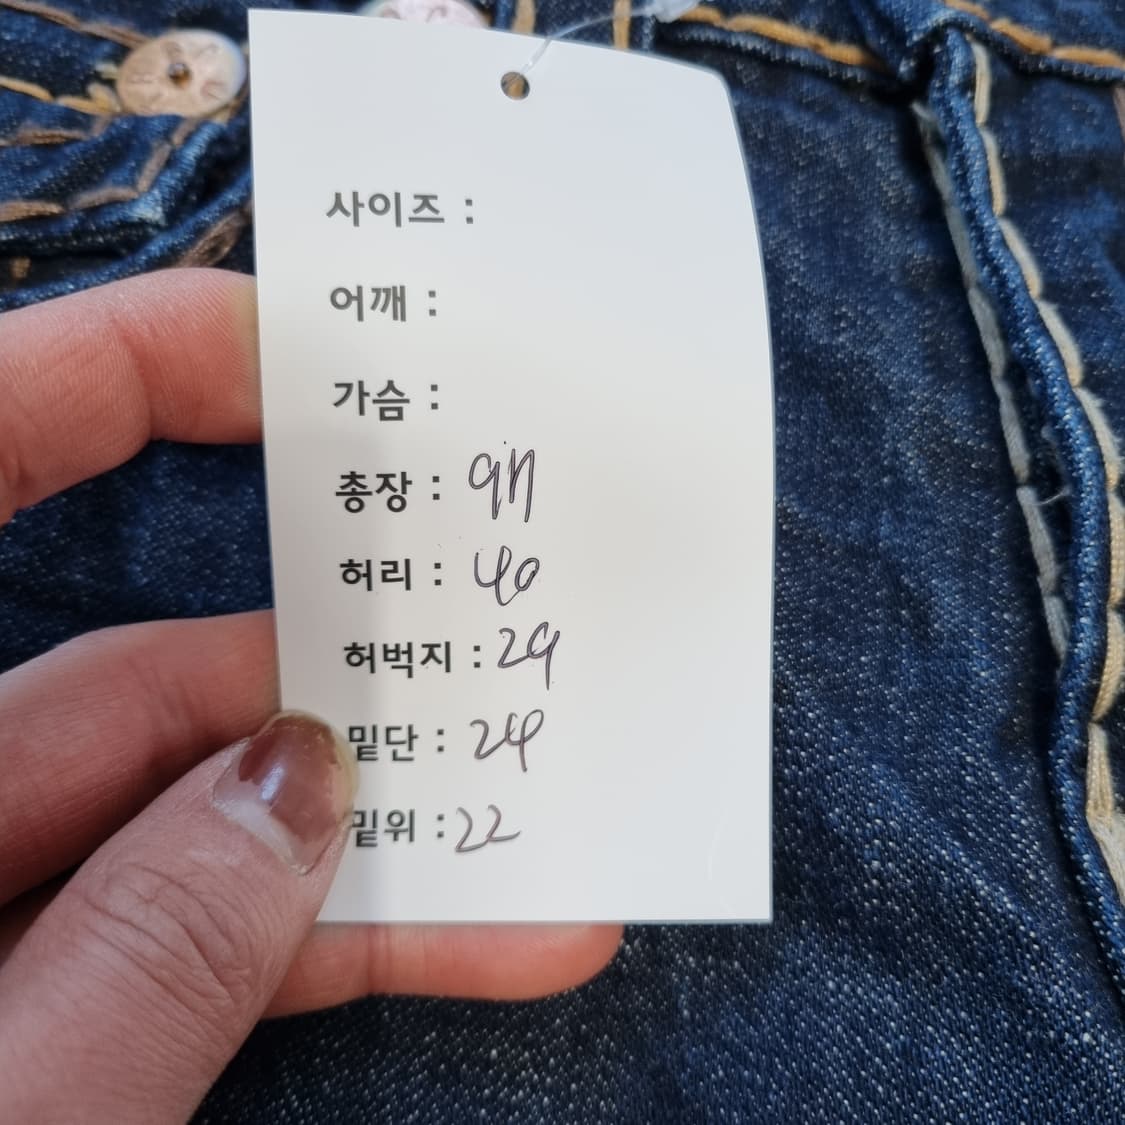 사이즈 :
어깨 :
가슴 :
총장 : 97
허리 : 40
허벅지 : 29
밑단 : 24
밑위 : 22